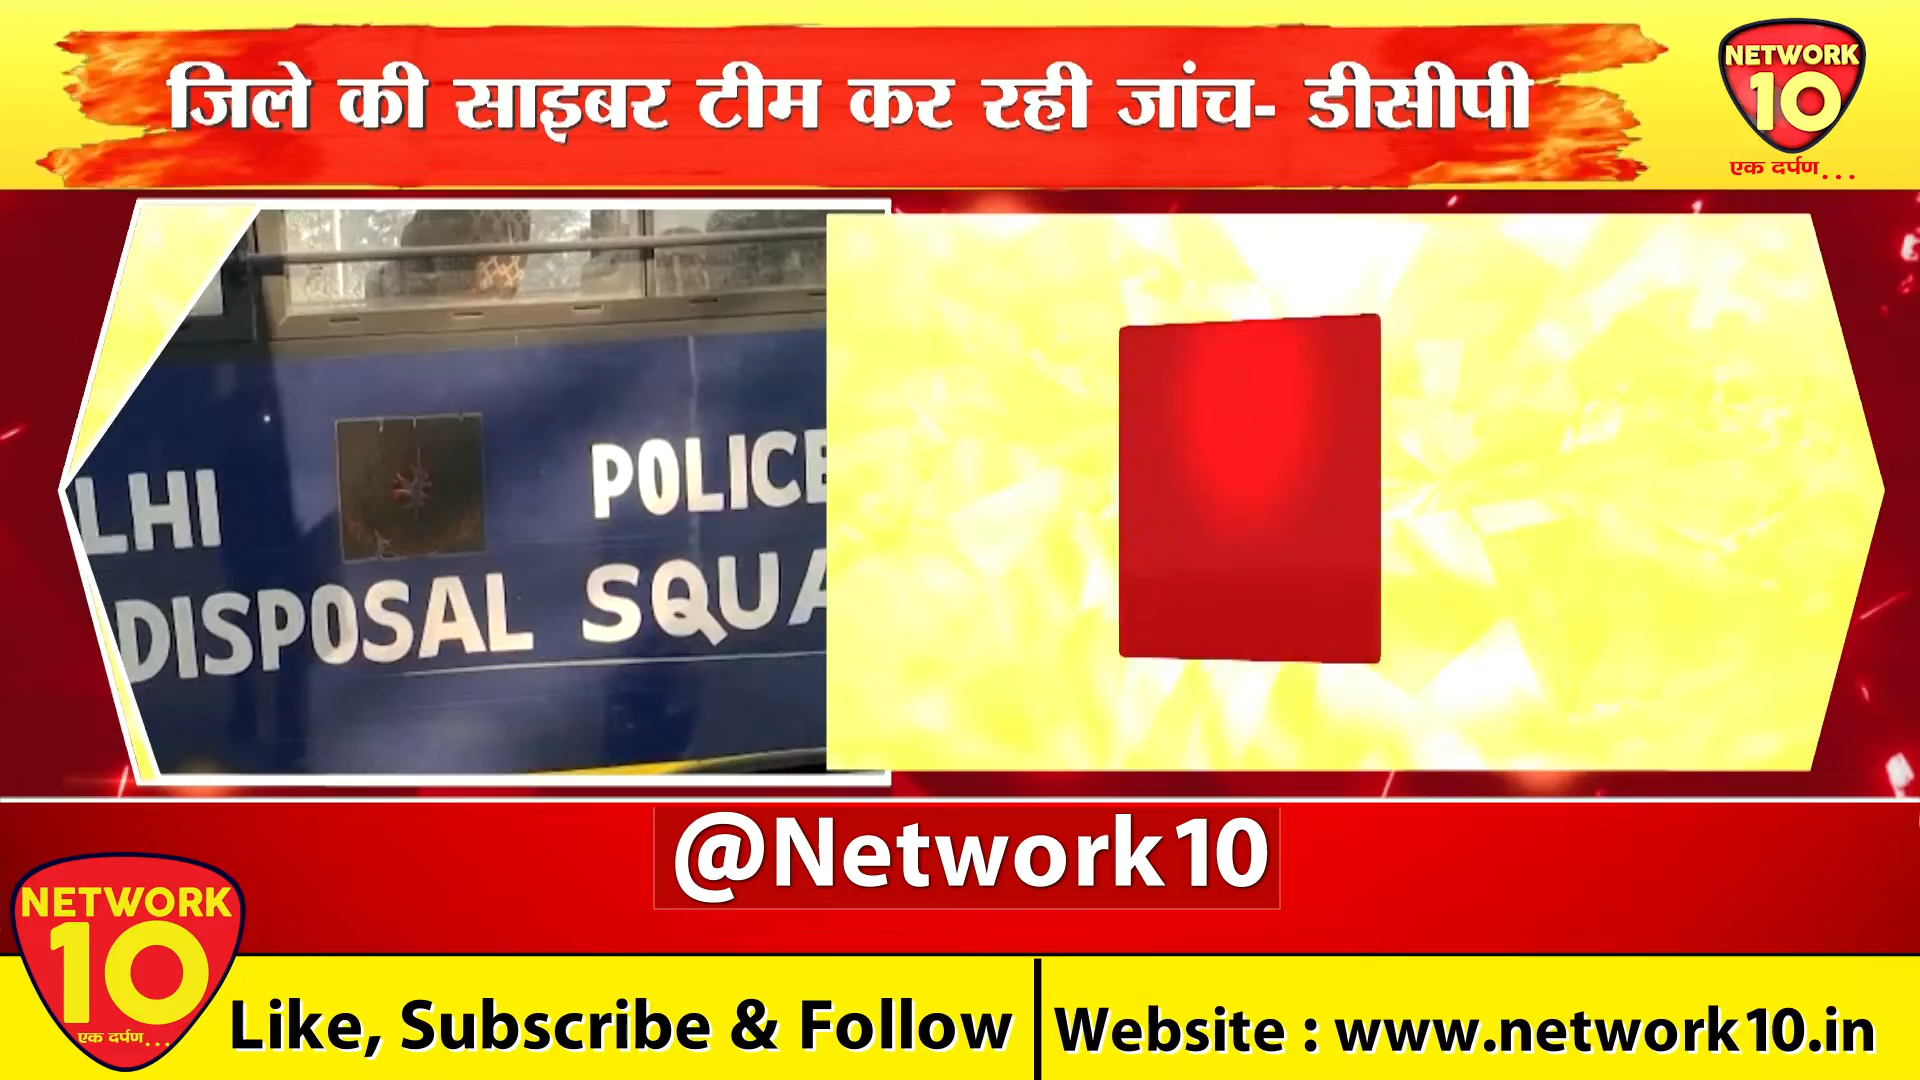 जिले की साइबर टीम कर रही जांच- डीसीपी
NETWORK
10
एक दर्पण...
LHI POLICE
DISPOSAL SQUA
@Network10
NETWORK
10
एक दर्पण...
Like, Subscribe & Follow
Website : www.network10.in